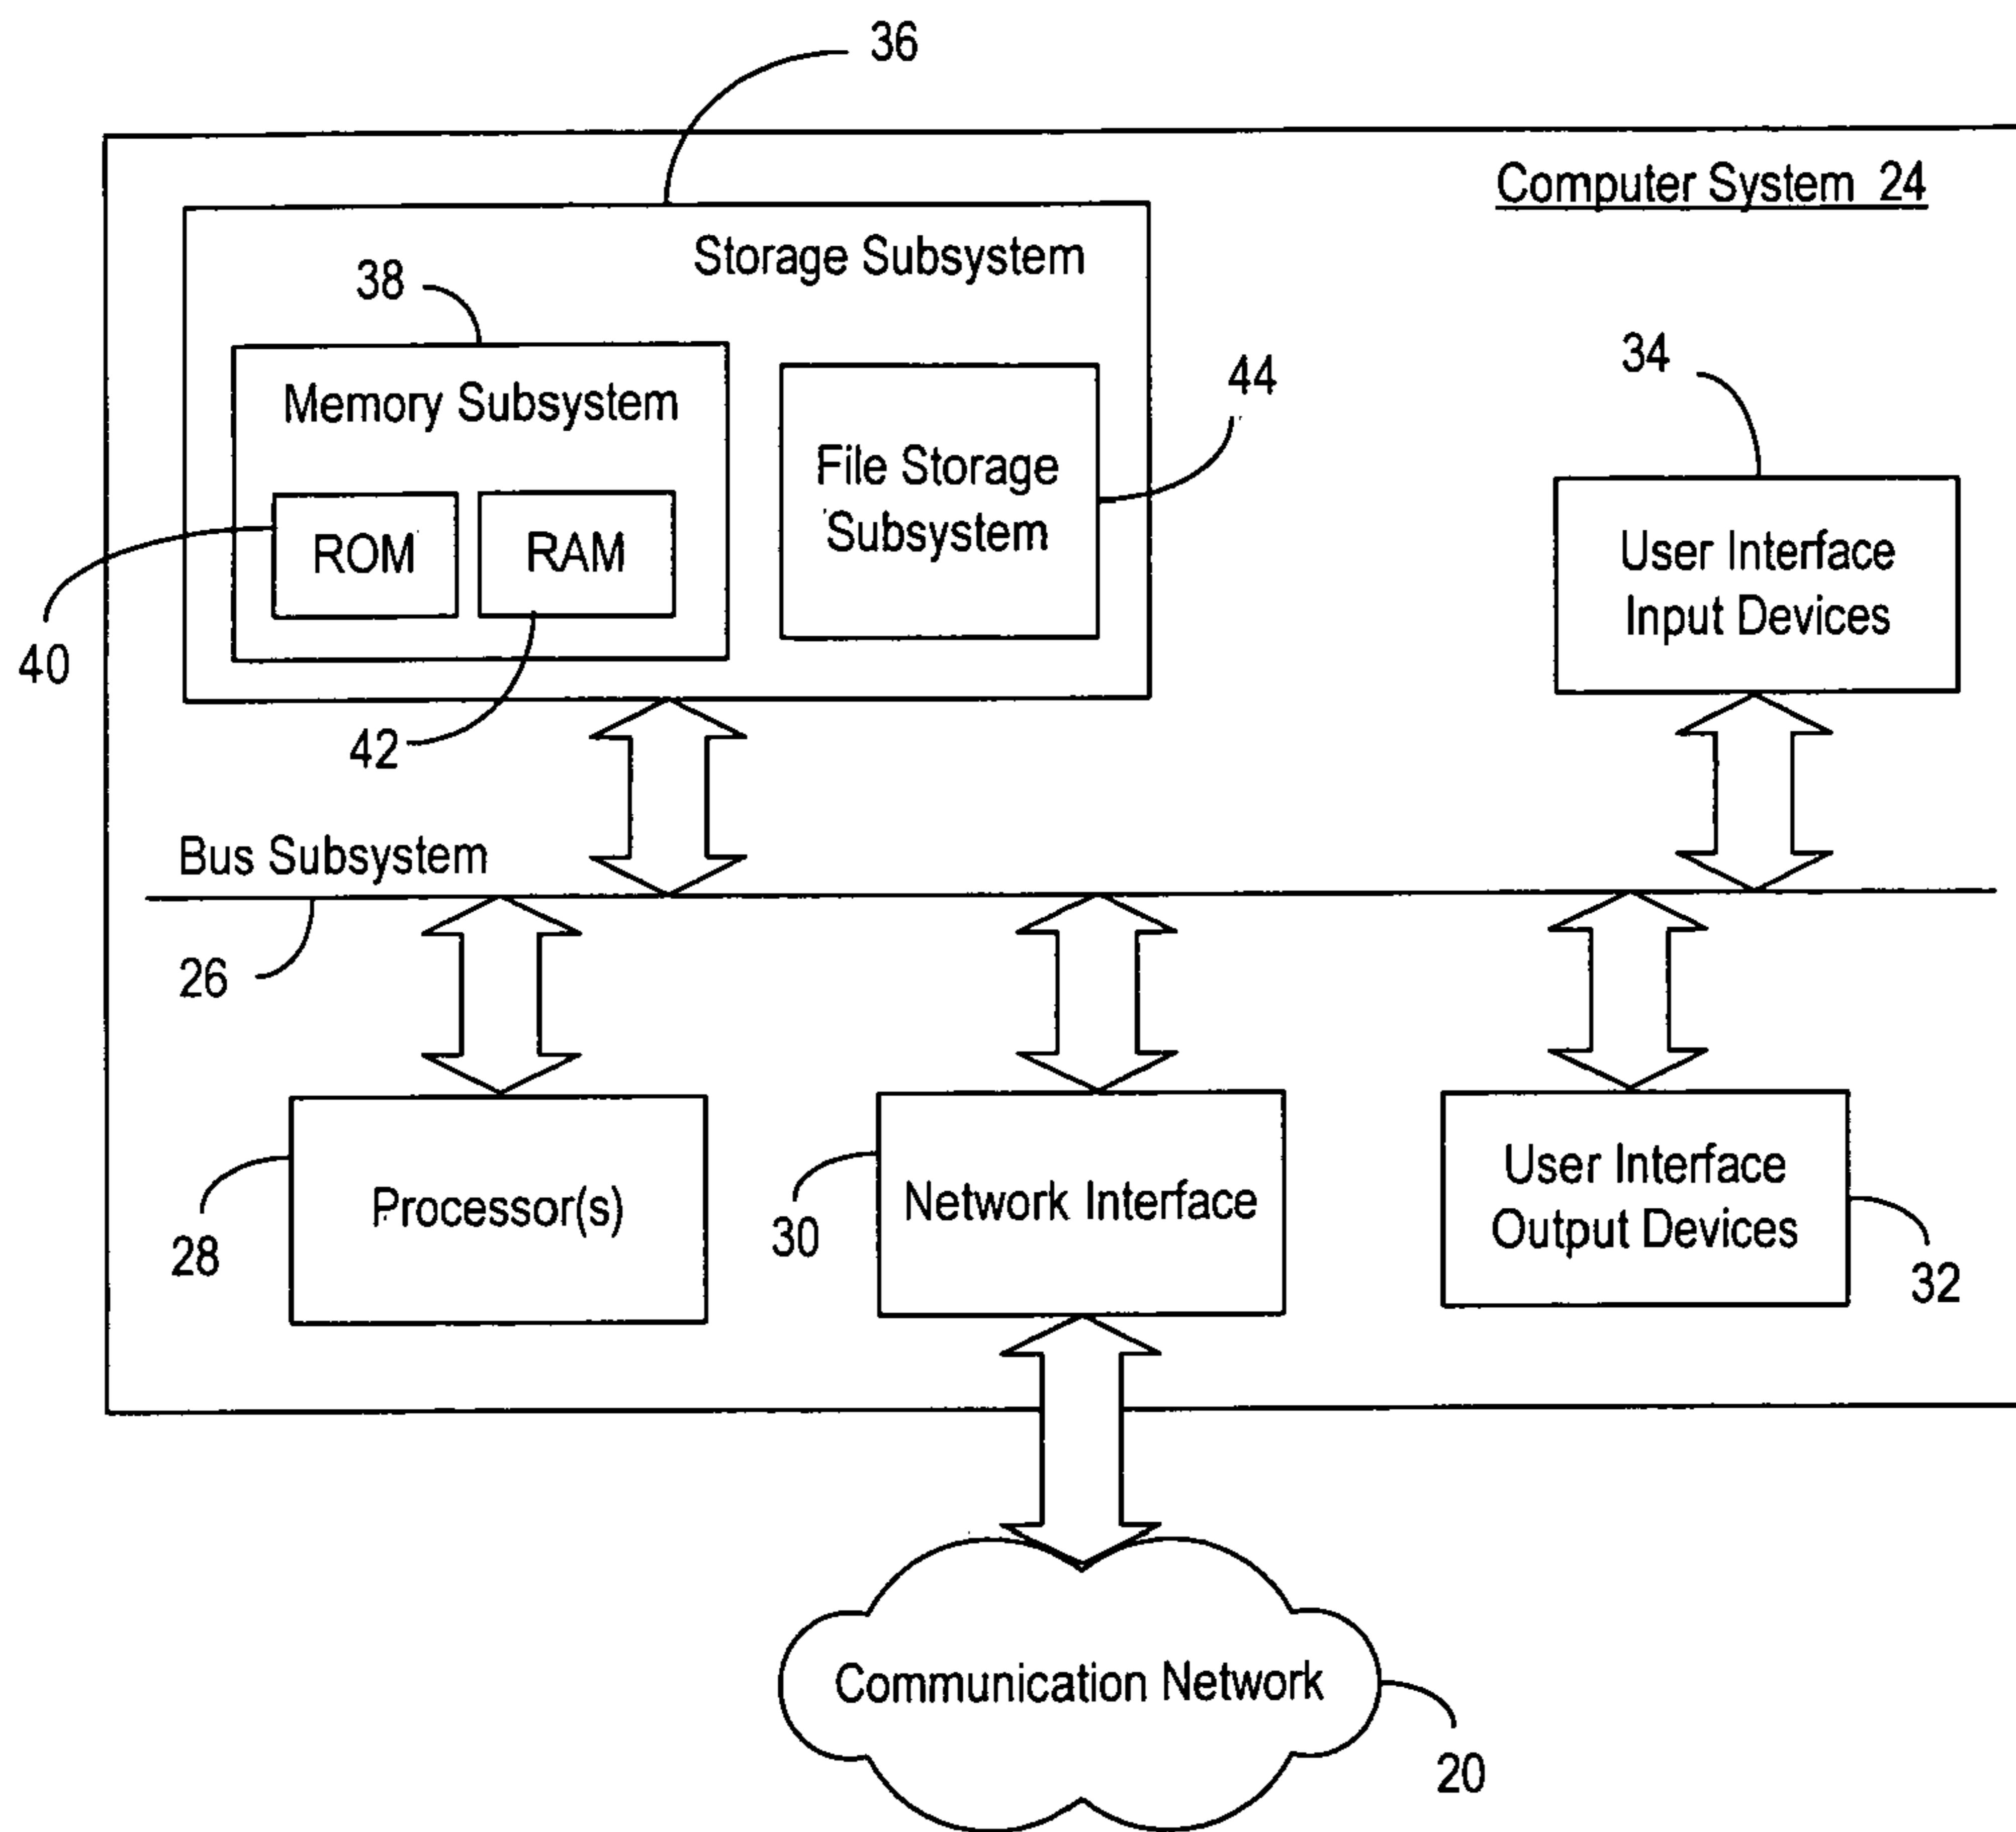 36
Computer System 24
Storage Subsystem
38
Memory Subsystem
34
44
File Storage
Subsystem
ROM
RAM
User Interface
Input Devices
40
42
Bus Subsystem
26
Processor(s)
28
Network Interface
30
User Interface
Output Devices
32
Communication Network
20